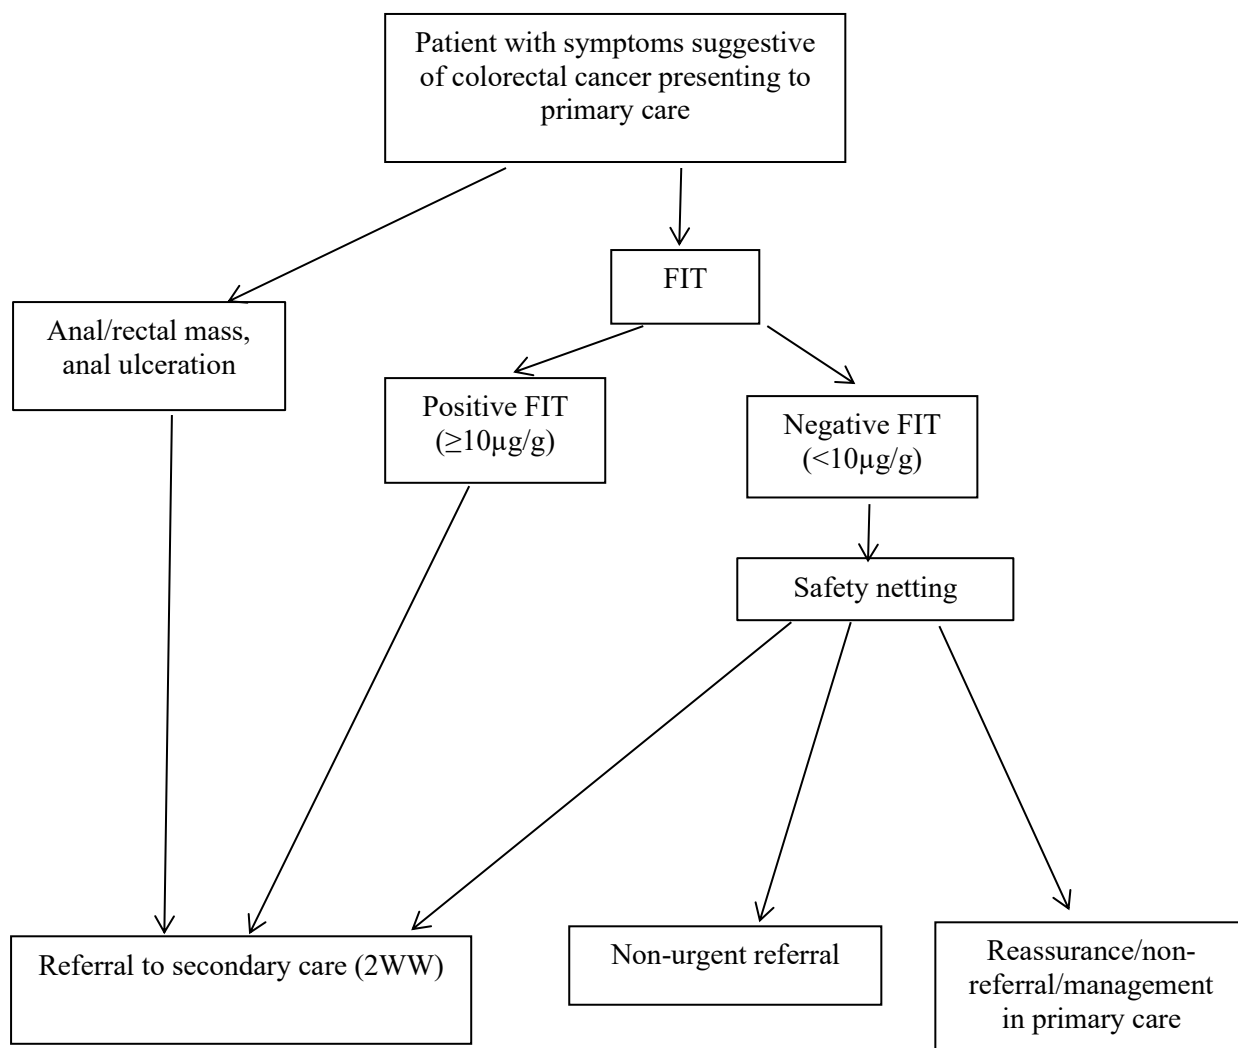 Patient with symptoms suggestive
of colorectal cancer presenting to
primary care
FIT
Anal/rectal mass,
anal ulceration
Positive FIT
(≥10µg/g)
Negative FIT
(<10µg/g)
Safety netting
Referral to secondary care (2WW)
Non-urgent referral
Reassurance/non-
referral/management
in primary care